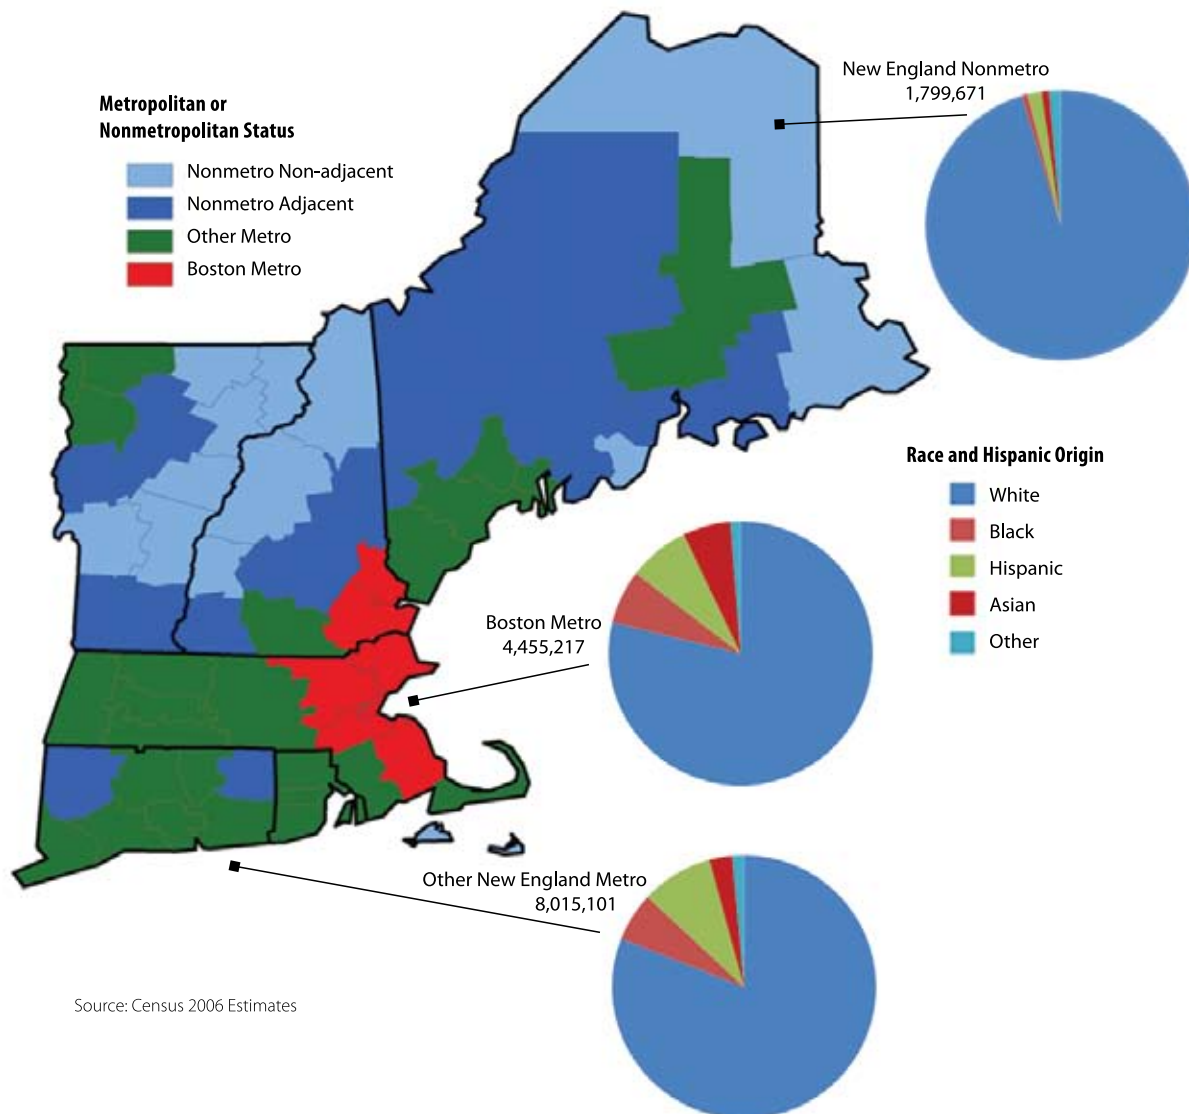 Metropolitan or
Nonmetropolitan Status
Nonmetro Non-adjacent
Nonmetro Adjacent
Other Metro
Boston Metro
New England Nonmetro
1,799,671
Race and Hispanic Origin
White
Black
Hispanic
Asian
Other
Boston Metro
4,455,217
Other New England Metro
8,015,101
Source: Census 2006 Estimates